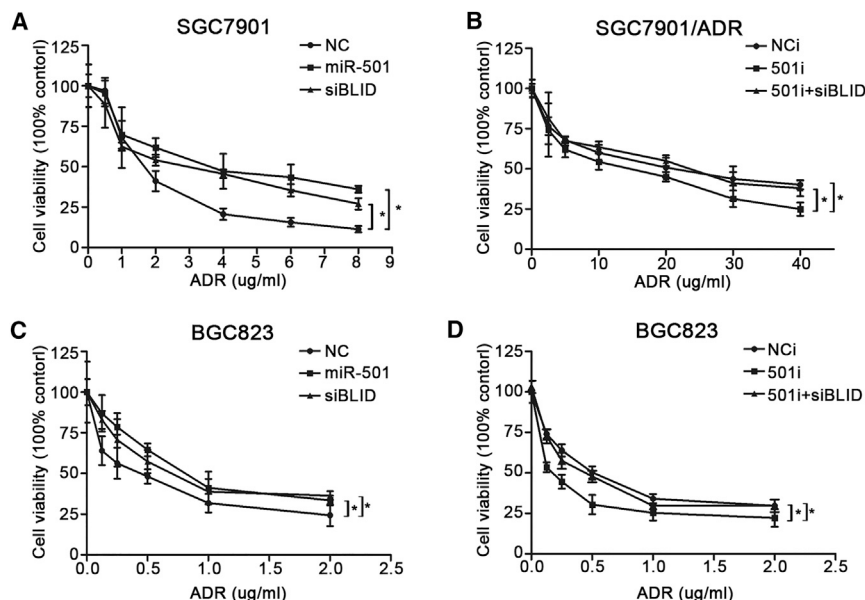 A
SGC7901
NC
miR-501
siBLID
Cell viability (100% contorl)
125
100
75
50
25
0
0 1 2 3 4 5 6 7 8 9
ADR (ug/ml)
* *
B
SGC7901/ADR
NCi
501i
501i+siBLID
Cell viability (100% contorl)
125
100
75
50
25
0
0 10 20 30 40
ADR (ug/ml)
* *
C
BGC823
NC
miR-501
siBLID
Cell viability (100% contorl)
125
100
75
50
25
0
0.0 0.5 1.0 1.5 2.0 2.5
ADR (ug/ml)
* *
D
BGC823
NCi
501i
501i+siBLID
Cell viability (100% contorl)
125
100
75
50
25
0
0.0 0.5 1.0 1.5 2.0 2.5
ADR (ug/ml)
* *